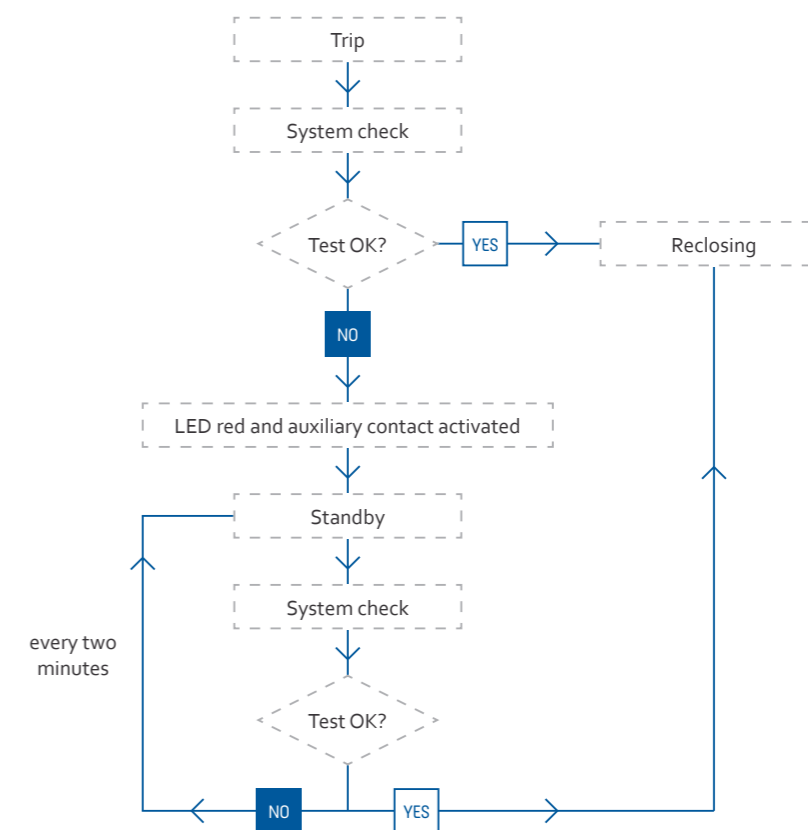 Trip
System check
Test OK?
YES
Reclosing
NO
LED red and auxiliary contact activated
Standby
System check
every two
minutes
Test OK?
NO
YES